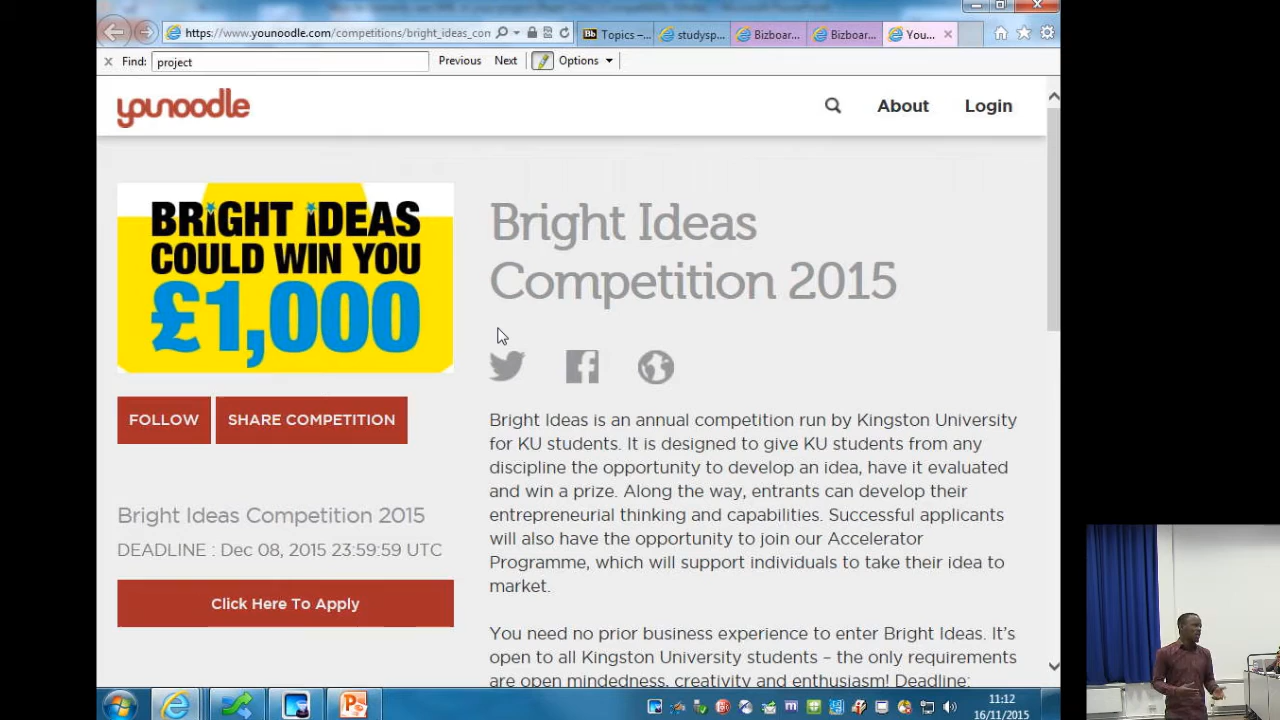 https://www.younoodle.com/competitions/bright_ideas_con
Bb Topics –...
studysp...
Bizboar...
Bizboar...
You...
Find: project Previous Next Options
younoodle
About Login
BRIGHT IDEAS
COULD WIN YOU
£1,000
FOLLOW SHARE COMPETITION
Bright Ideas Competition 2015
DEADLINE : Dec 08, 2015 23:59:59 UTC
Click Here To Apply
Bright Ideas
Competition 2015
Bright Ideas is an annual competition run by Kingston University
for KU students. It is designed to give KU students from any
discipline the opportunity to develop an idea, have it evaluated
and win a prize. Along the way, entrants can develop their
entrepreneurial thinking and capabilities. Successful applicants
will also have the opportunity to join our Accelerator
Programme, which will support individuals to take their idea to
market.
You need no prior business experience to enter Bright Ideas. It's
open to all Kingston University students – the only requirements
are open mindedness, creativity and enthusiasm! Deadline:
11:12
16/11/2015